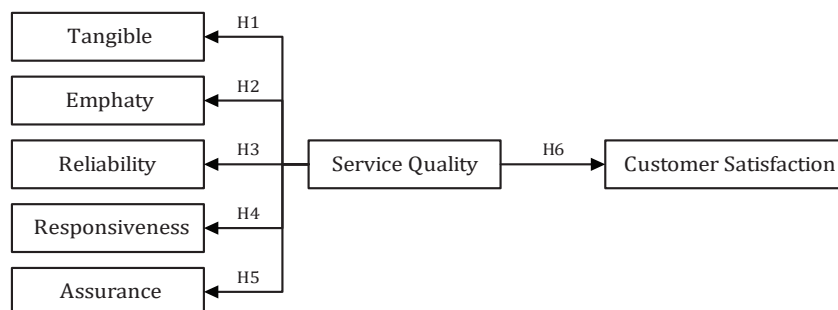 H1
Tangible
H2
Emphaty
H3
Reliability
Service Quality
H6
Customer Satisfaction
H4
Responsiveness
H5
Assurance